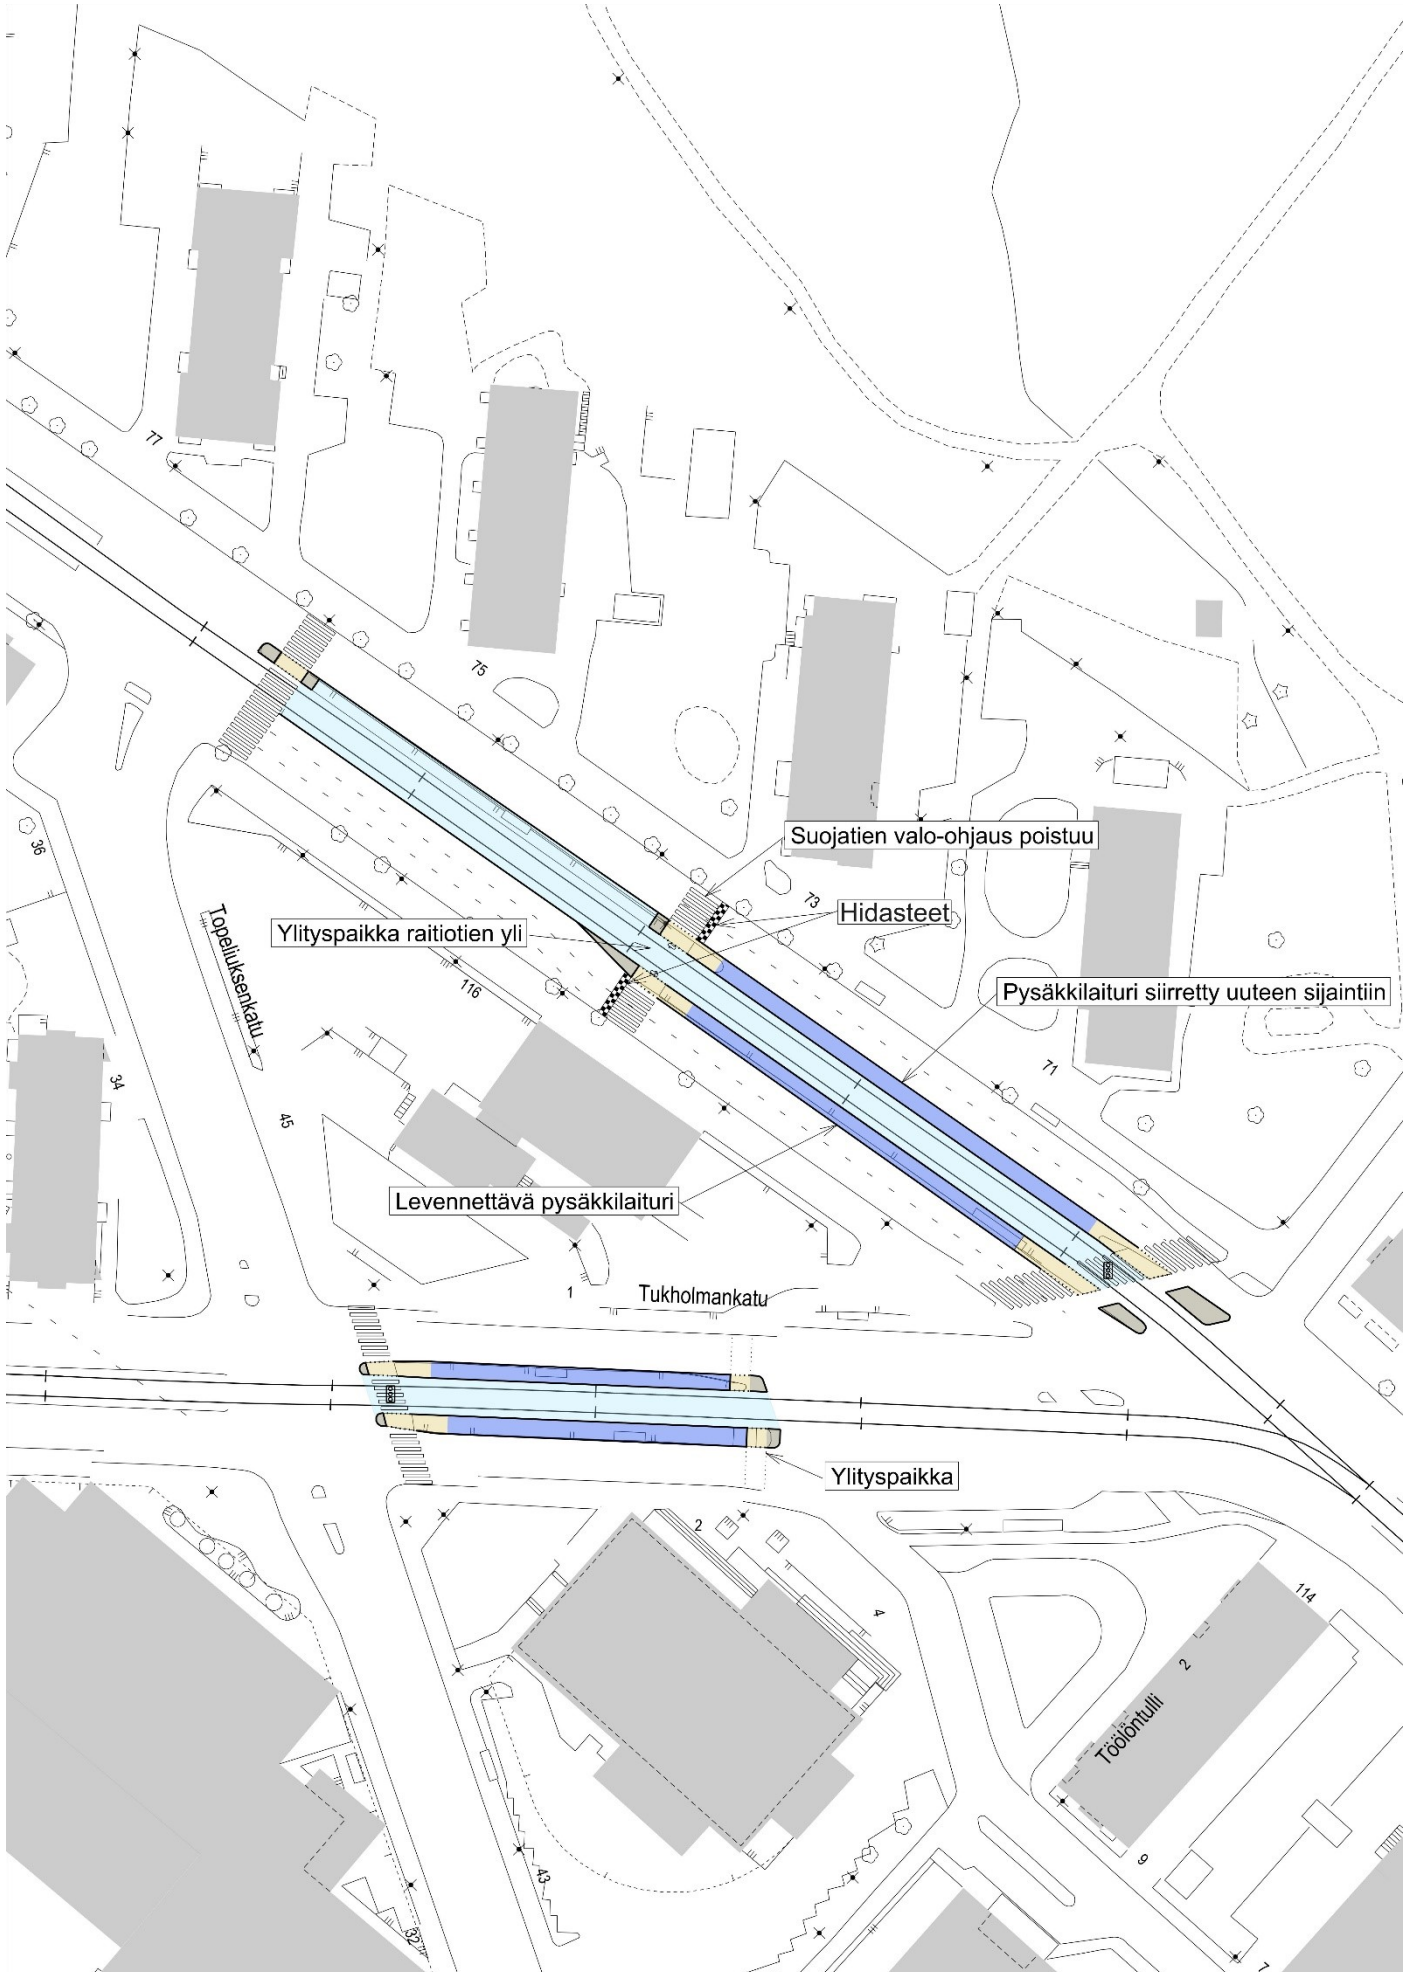 77
75
Suojatien valo-ohjaus poistuu
36
73
Hidasteet
Topeliuksenkatu
Ylityspaikka raitiotien yli
116
Pysäkkilaituri siirretty uuteen sijaintiin
71
34
45
Levennettävä pysäkkilaituri
1
Tukholmankatu
Ylityspaikka
2
4
114
2
Töölöntulli
9
43
32
7